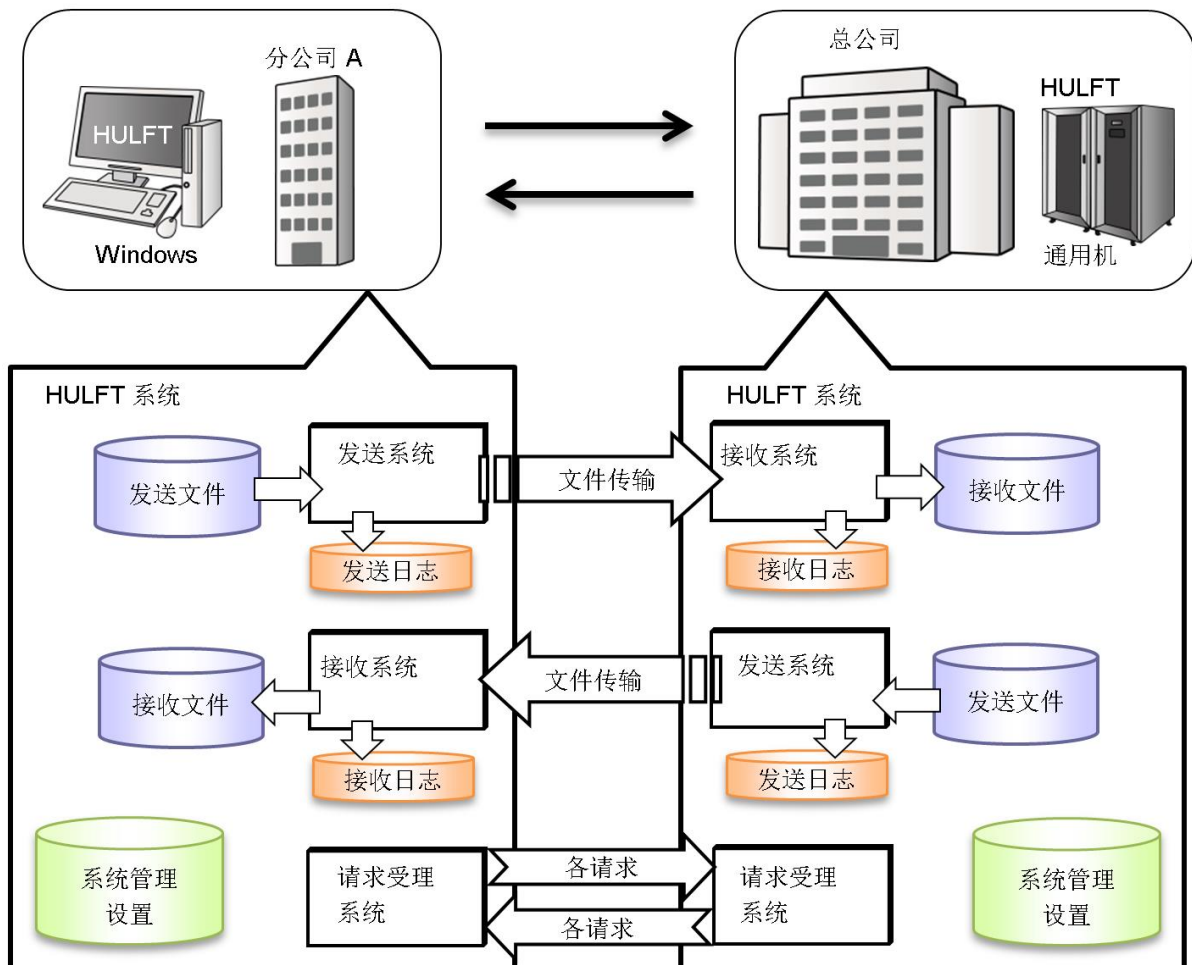 分公司 A
总公司
HULFT
HULFT
Windows
通用机
HULFT 系统
HULFT 系统
发送文件
发送系统
文件传输
接收系统
接收文件
发送日志
接收日志
接收文件
接收系统
文件传输
发送系统
发送文件
接收日志
发送日志
系统管理
设置
请求受理
系统
各请求
各请求
请求受理
系统
系统管理
设置